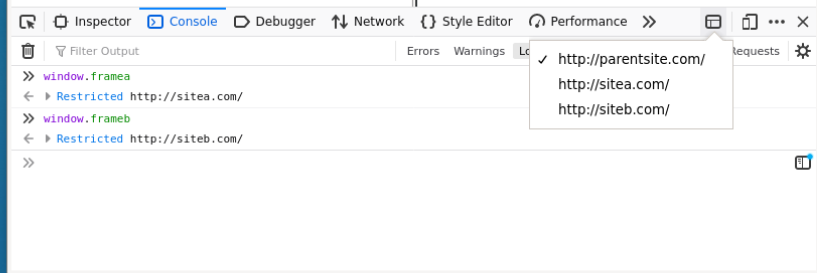 Inspector Console Debugger Network Style Editor Performance
Filter Output Errors Warnings Lo Requests
http://parentsite.com/
http://sitea.com/
http://siteb.com/
window.framea
Restricted http://sitea.com/
window.frameb
Restricted http://siteb.com/